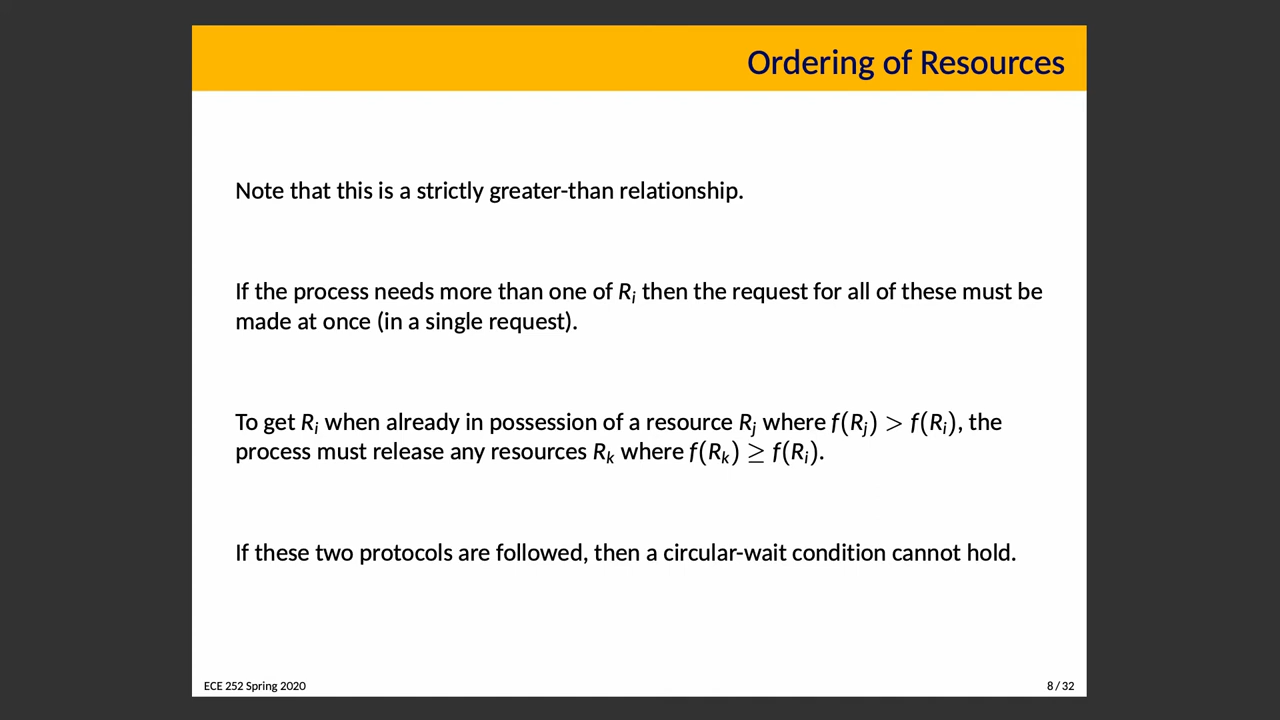 Ordering of Resources
Note that this is a strictly greater-than relationship.
If the process needs more than one of Rᵢ then the request for all of these must be
made at once (in a single request).
To get Rᵢ when already in possession of a resource Rⱼ where f(Rⱼ) > f(Rᵢ), the
process must release any resources Rₖ where f(Rₖ) ≥ f(Rᵢ).
If these two protocols are followed, then a circular-wait condition cannot hold.
ECE 252 Spring 2020
8 / 32